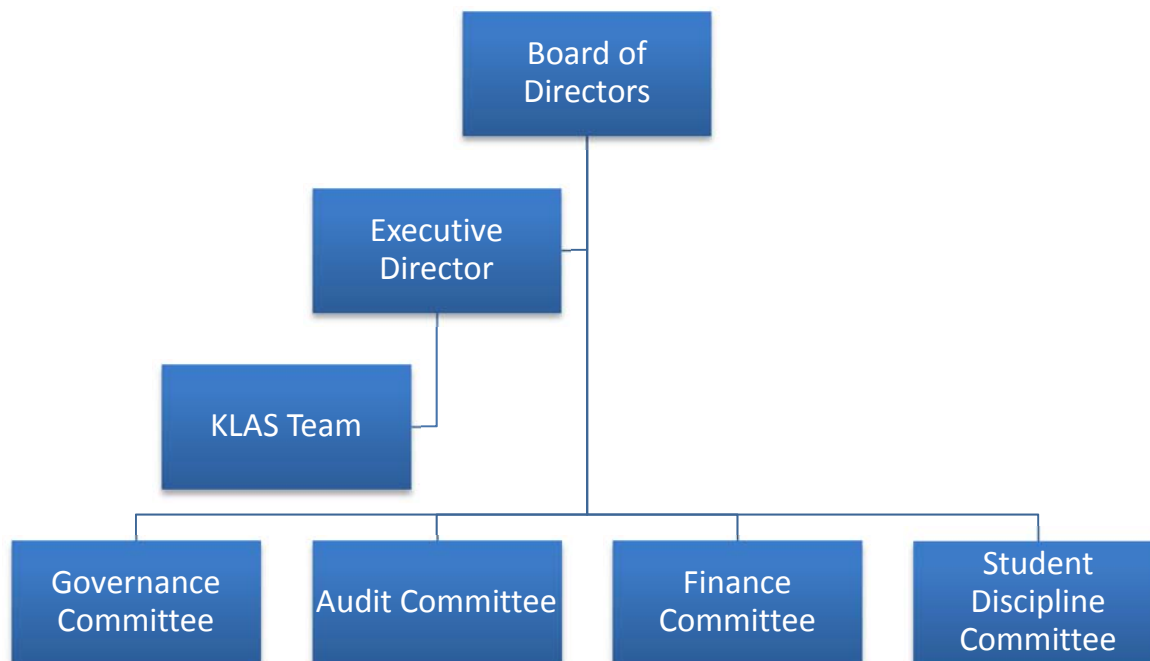 Board of
Directors
Executive
Director
KLAS Team
Governance
Committee
Audit Committee
Finance
Committee
Student
Discipline
Committee